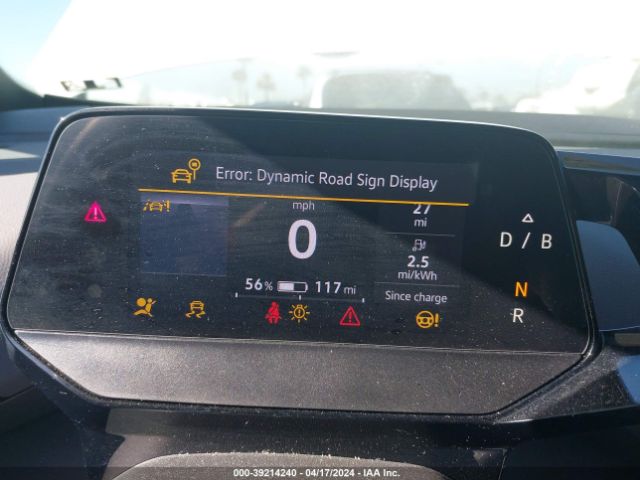 Error: Dynamic Road Sign Display
mph
0
27
mi
2.5
mi/kWh
56% 117 mi
Since charge
D / B
N
R
000-39214240 - 04/17/2024 - IAA Inc.